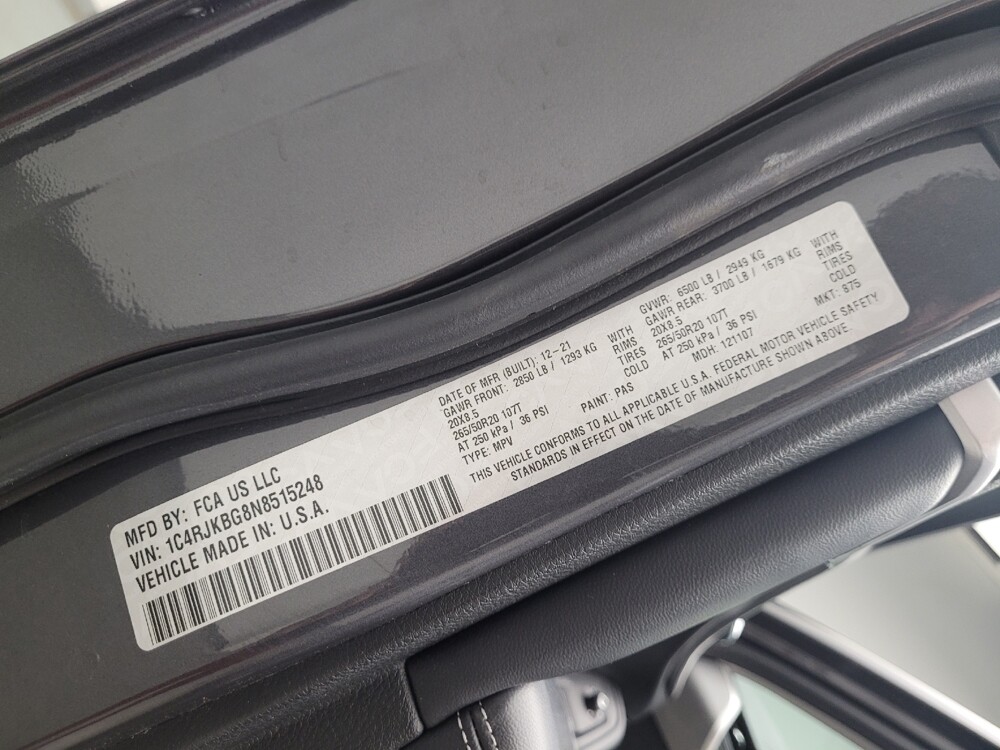 MFD BY: FCA US LLC
VIN: 1C4RJKBG8N8515248
VEHICLE MADE IN: U.S.A.
DATE OF MFR (BUILT): 12-21
GAWR FRONT: 2850 LB / 1293 KG WITH
20X8.5 RIMS
265/50R20 107T TIRES
AT 250 kPa / 36 PSI COLD
TYPE: MPV PAINT: PAS
GVWR: 6500 LB / 2949 KG
GAWR REAR: 3700 LB / 1679 KG WITH
20X8.5 RIMS
265/50R20 107T TIRES
AT 250 kPa / 36 PSI COLD
MDH: 121107 MKT: 875
THIS VEHICLE CONFORMS TO ALL APPLICABLE U.S.A. FEDERAL MOTOR VEHICLE SAFETY
STANDARDS IN EFFECT ON THE DATE OF MANUFACTURE SHOWN ABOVE.